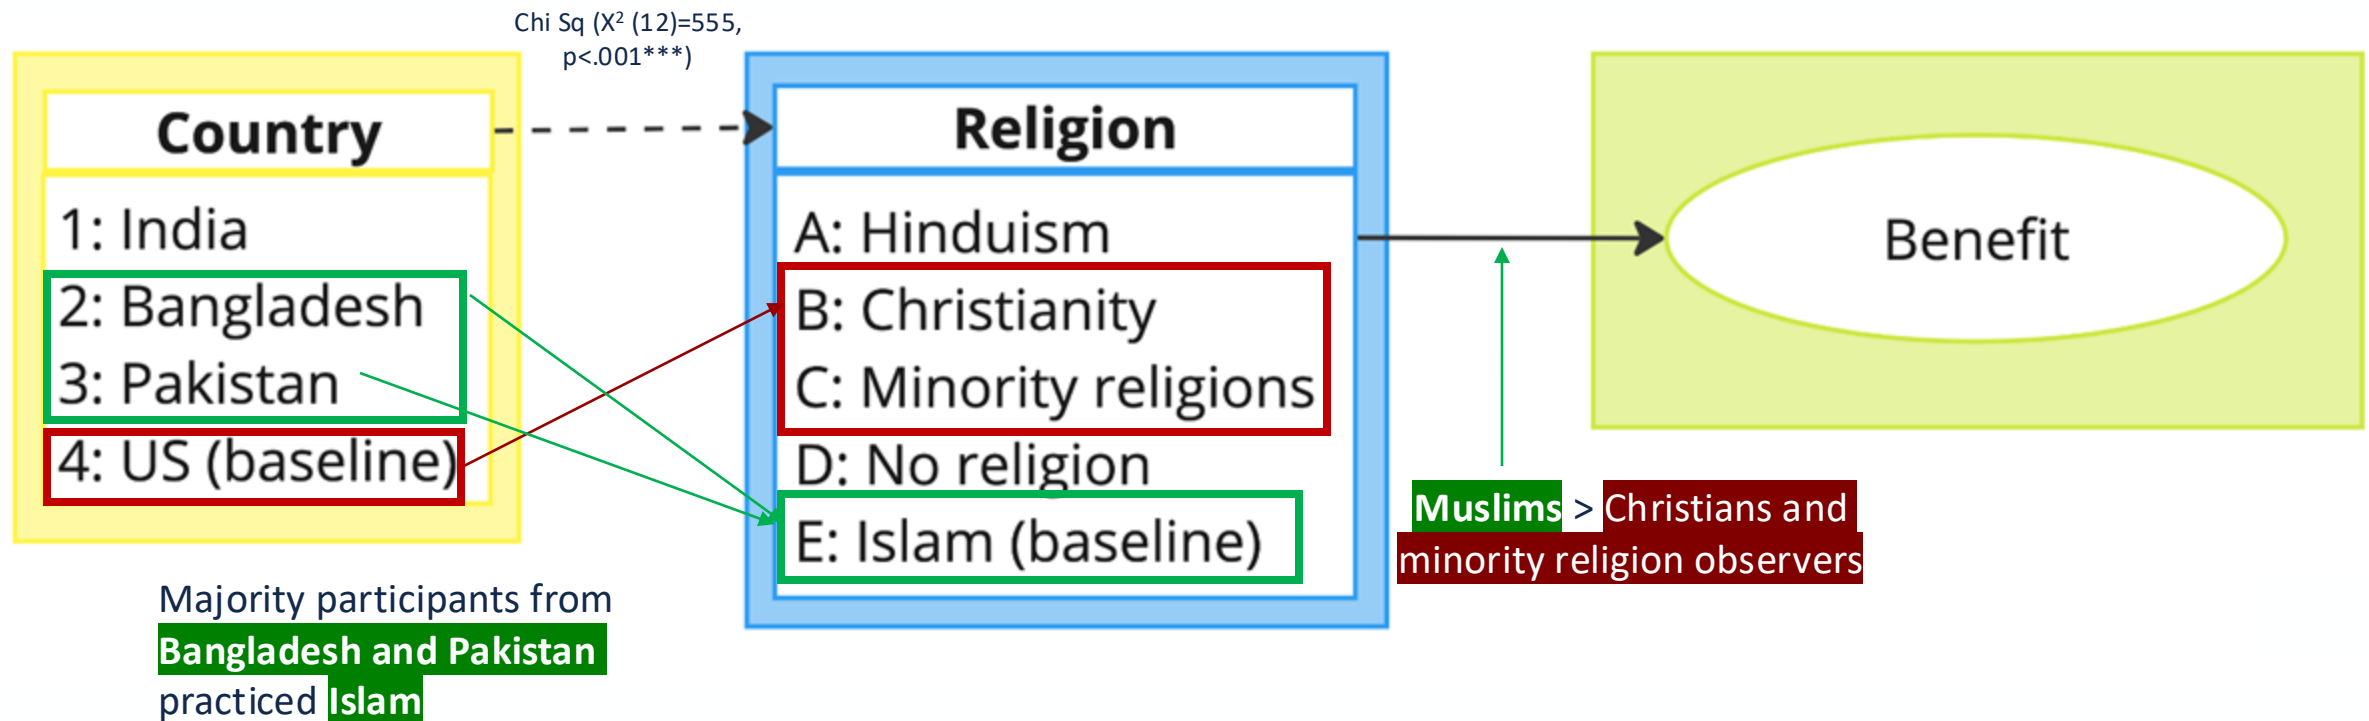 Chi Sq (X² (12)=555,
p<.001***)
Country
1: India
2: Bangladesh
3: Pakistan
4: US (baseline)
Religion
A: Hinduism
B: Christianity
C: Minority religions
D: No religion
E: Islam (baseline)
Benefit
Muslims > Christians and
minority religion observers
Majority participants from
Bangladesh and Pakistan
practiced Islam